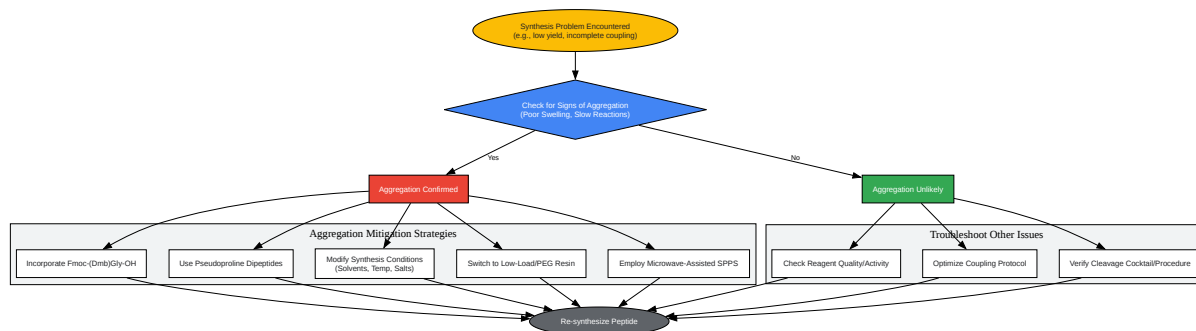 Synthesis Problem Encountered
(e.g., low yield, incomplete coupling)
Check for Signs of Aggregation
(Poor Swelling, Slow Reactions)
Yes
No
Aggregation Confirmed
Aggregation Unlikely
Aggregation Mitigation Strategies
Troubleshoot Other Issues
Incorporate Fmoc-(Dmb)Gly-OH
Use Pseudoproline Dipeptides
Modify Synthesis Conditions
(Solvents, Temp, Salts)
Switch to Low-Load/PEG Resin
Employ Microwave-Assisted SPPS
Check Reagent Quality/Activity
Optimize Coupling Protocol
Verify Cleavage Cocktail/Procedure
Re-synthesize Peptide